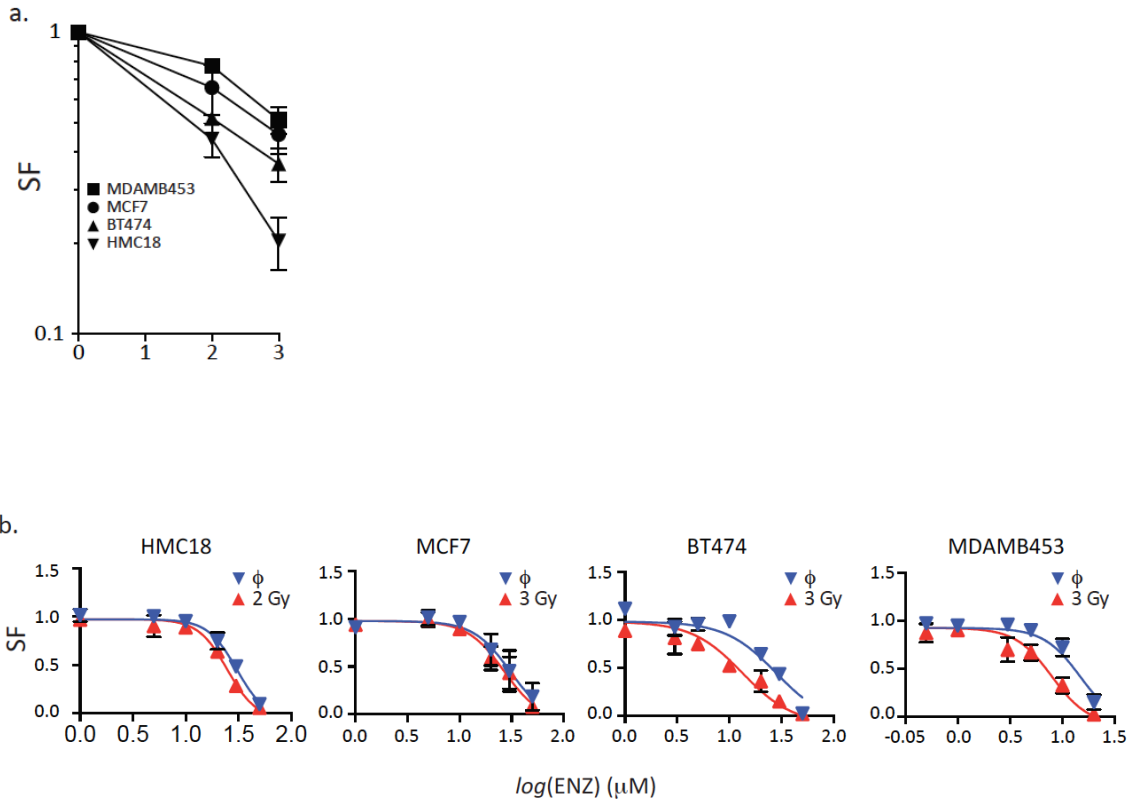 a.
1
SF
MDAMB453
MCF7
BT474
HMC18
0.1
0 1 2 3
b.
HMC18 MCF7 BT474 MDAMB453
SF
1.5 1.0 0.5 0.0
ϕ
2 Gy
0.0 0.5 1.0 1.5 2.0
1.5 1.0 0.5 0.0
ϕ
3 Gy
0.0 0.5 1.0 1.5 2.0
1.5 1.0 0.5 0.0
ϕ
3 Gy
0.0 0.5 1.0 1.5 2.0
1.5 1.0 0.5 0.0
ϕ
3 Gy
-0.05 0.0 0.5 1.0 1.5
log(ENZ) (μM)